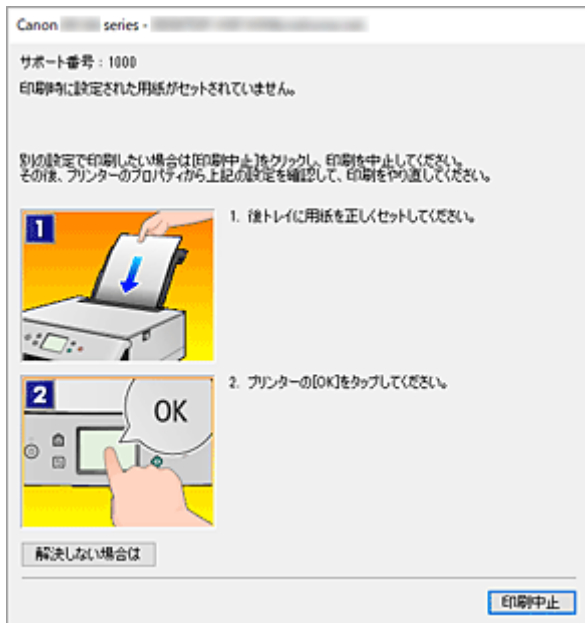 Canon series -
サポート番号 : 1000
印刷時に設定された用紙がセットされていません。
別の設定で印刷したい場合は[印刷中止]をクリックし、印刷を中止してください。
その後、プリンターのプロパティから上記の設定を確認して、印刷をやり直してください。
1
1. 後トレイに用紙を正しくセットしてください。
2
OK
2. プリンターの[OK]をタップしてください。
解決しない場合は
印刷中止